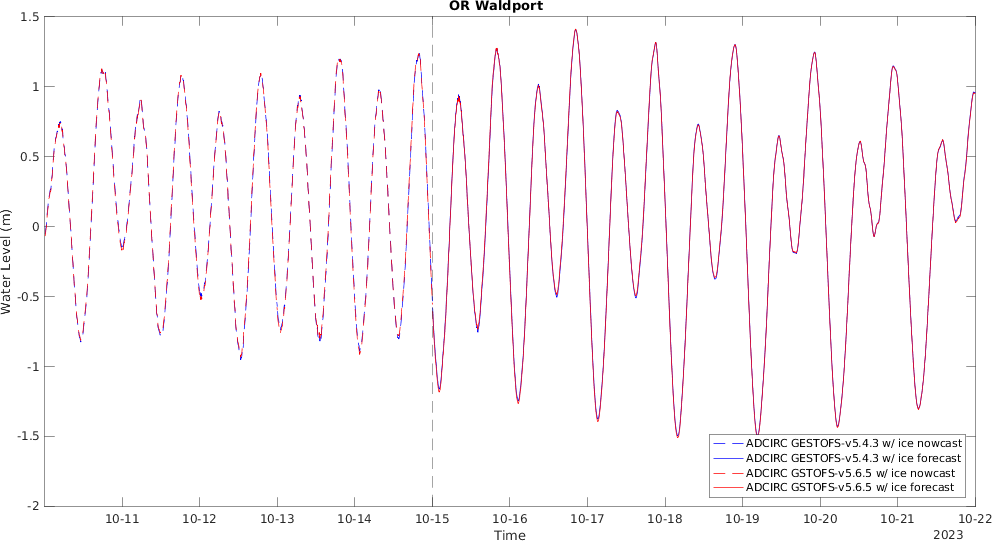 OR Waldport
1.5
1
0.5
0
-0.5
-1
-1.5
-2
Water Level (m)
10-11 10-12 10-13 10-14 10-15 10-16 10-17 10-18 10-19 10-20 10-21 10-22
Time
2023
ADCIRC GESTOFS-v5.4.3 w/ ice nowcast
ADCIRC GESTOFS-v5.4.3 w/ ice forecast
ADCIRC GSTOFS-v5.6.5 w/ ice nowcast
ADCIRC GSTOFS-v5.6.5 w/ ice forecast